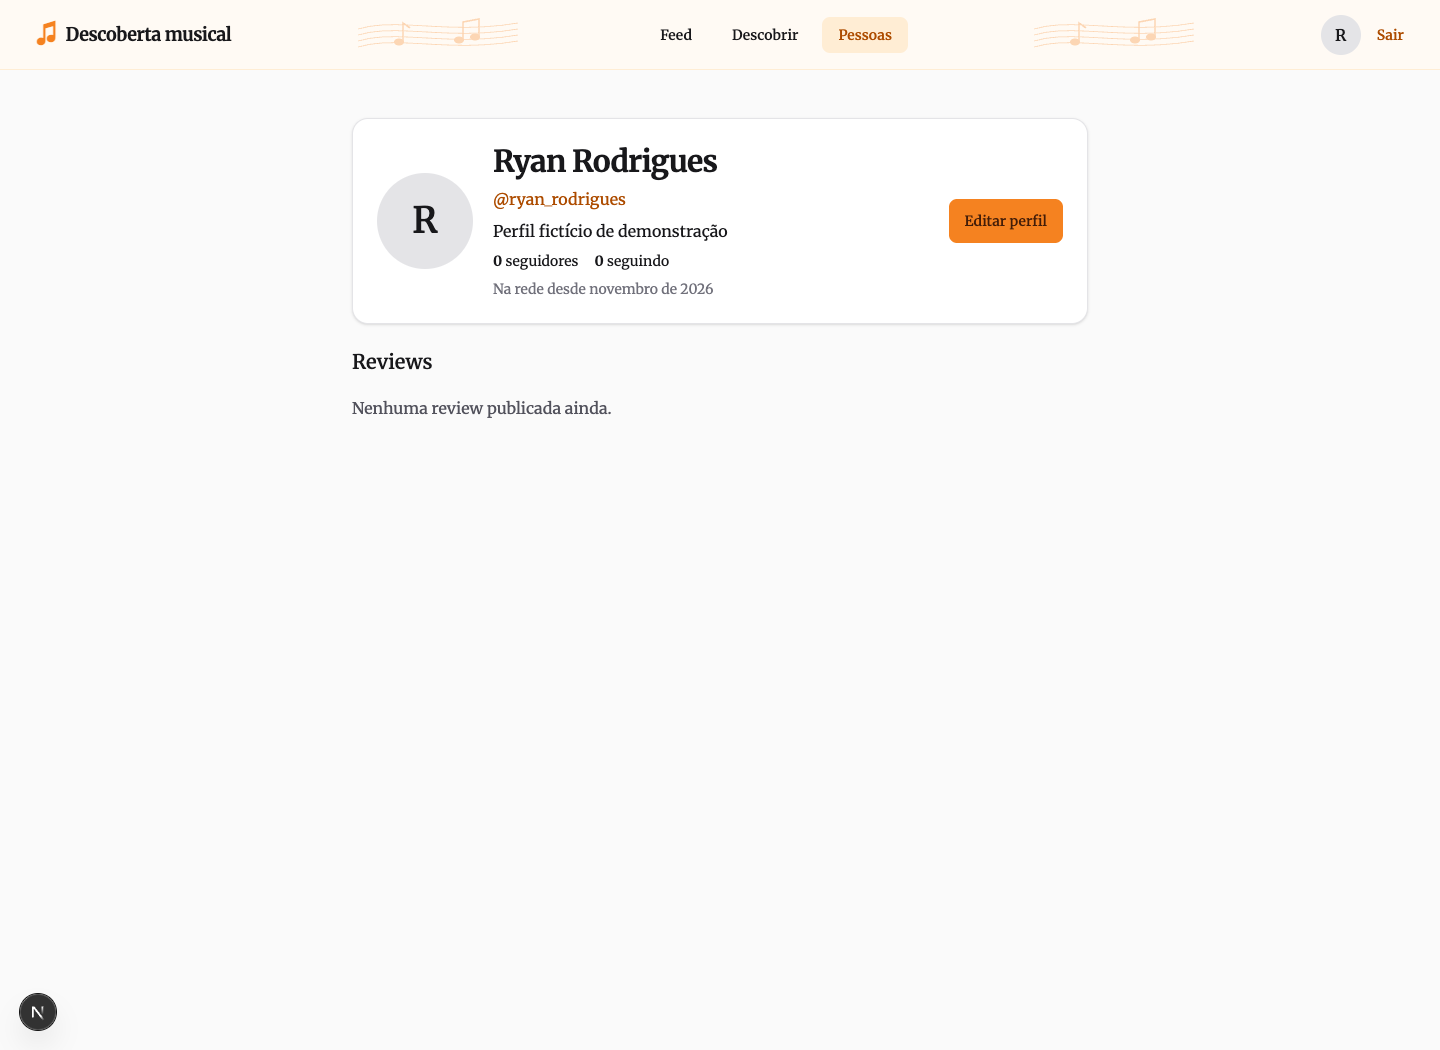 Descoberta musical
Feed
Descobrir
Pessoas
R
Sair
R
Ryan Rodrigues
@ryan_rodrigues
Perfil fictício de demonstração
0 seguidores 0 seguindo
Na rede desde novembro de 2026
Editar perfil
Reviews
Nenhuma review publicada ainda.
N